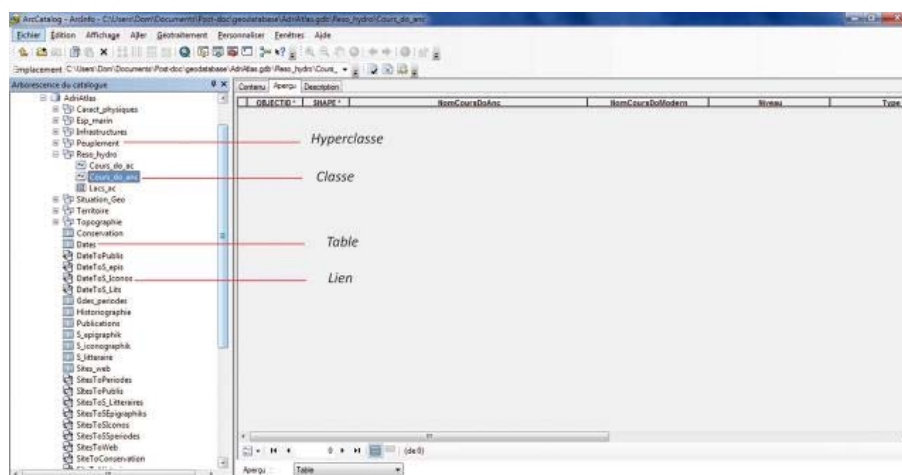 ArcCatalog - ArcInfo - C:\Users\Dom\Documents\Post-doc\geodatabase\AdriAtlas.gdb\Reso_hydro\Cours_do_anc
Fichier Édition Affichage Aller Géotraitement Personnaliser Fenêtres Aide
Emplacement C:\Users\Dom\Documents\Post-doc\geodatabase\AdriAtlas.gdb\Reso_hydro\Cours_
Arborescence du catalogue
Contenu Aperçu Description
AdriAtlas
OBJECTID * SHAPE * NomCoursDoAnc NomCoursDoModern Niveau Type
Caract_physiques
Esp_marin
Infrastructures
Peuplement
Hyperclasse
Reso_hydro
Cours_do_ac
Cours_do_anc
Classe
Lacs_ac
Situation_Geo
Territoire
Topographie
Conservation
Dates
Table
DateToPublis
DateToS_epis
DateToS_Iconos
Lien
DateToS_Lits
Gdes_periodes
Historiographie
Publications
S_epigraphik
S_iconographik
S_litteraire
Sites_web
SitesToPeriodes
SitesToPublis
SitesToS_Litteraires
SitesToSEpigraphiks
SitesToSIconos
SitesToSSperiodes
SitesToWeb
SiteToConservation
0 (de 0)
Aperçu : Table